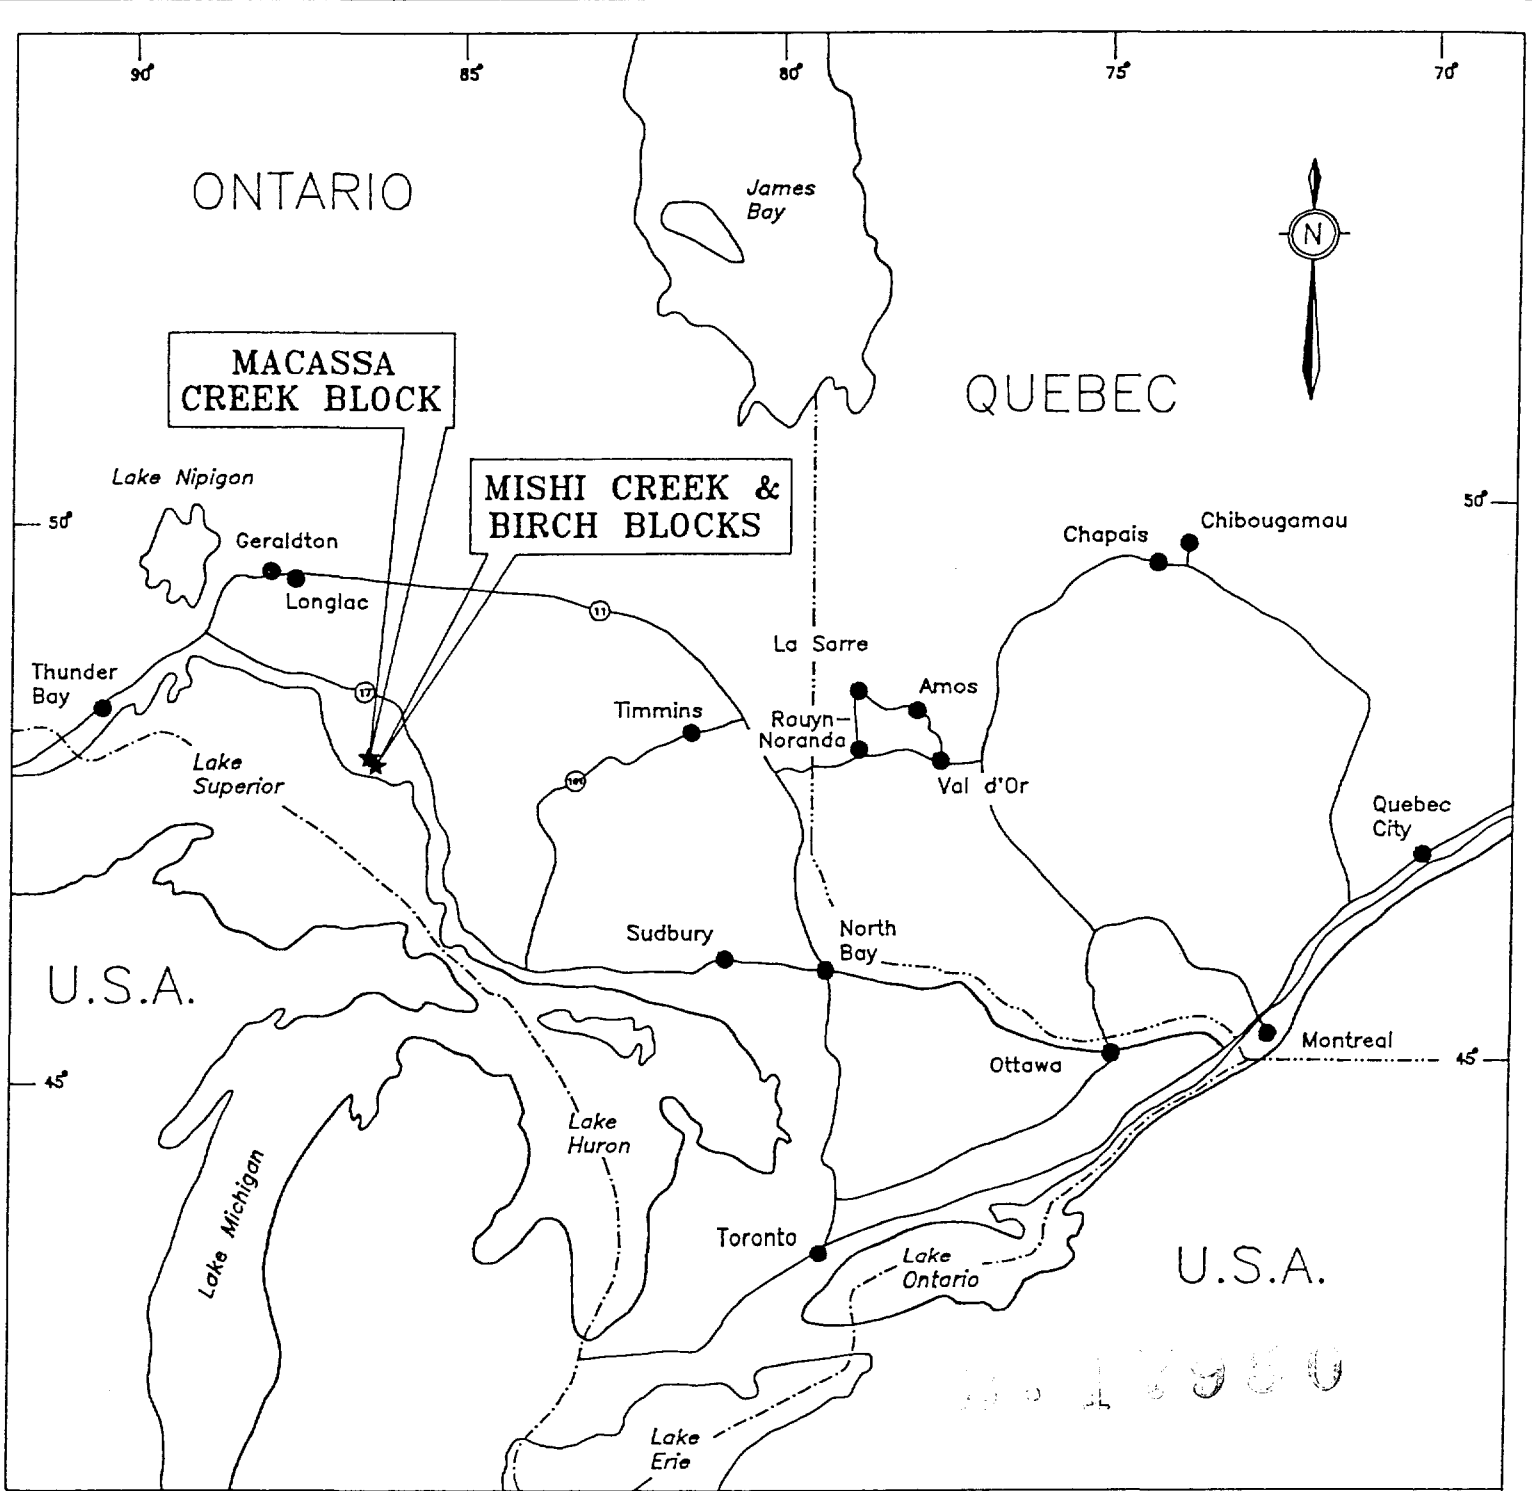 90°
85°
80°
75°
70°
ONTARIO
James
Bay
N
MACASSA
CREEK BLOCK
QUEBEC
Lake Nipigon
MISHI CREEK &
BIRCH BLOCKS
50°
50°
Geraldton
Longlac
Chapais
Chibougamau
11
La Sarre
Thunder
Bay
17
Timmins
Amos
Rouyn-
Noranda
Lake
Superior
Val d'Or
Quebec
City
Sudbury
North
Bay
U.S.A.
Ottawa
Montreal
45°
45°
Lake
Huron
Lake Michigan
Toronto
Lake
Ontario
U.S.A.
Lake
Erie